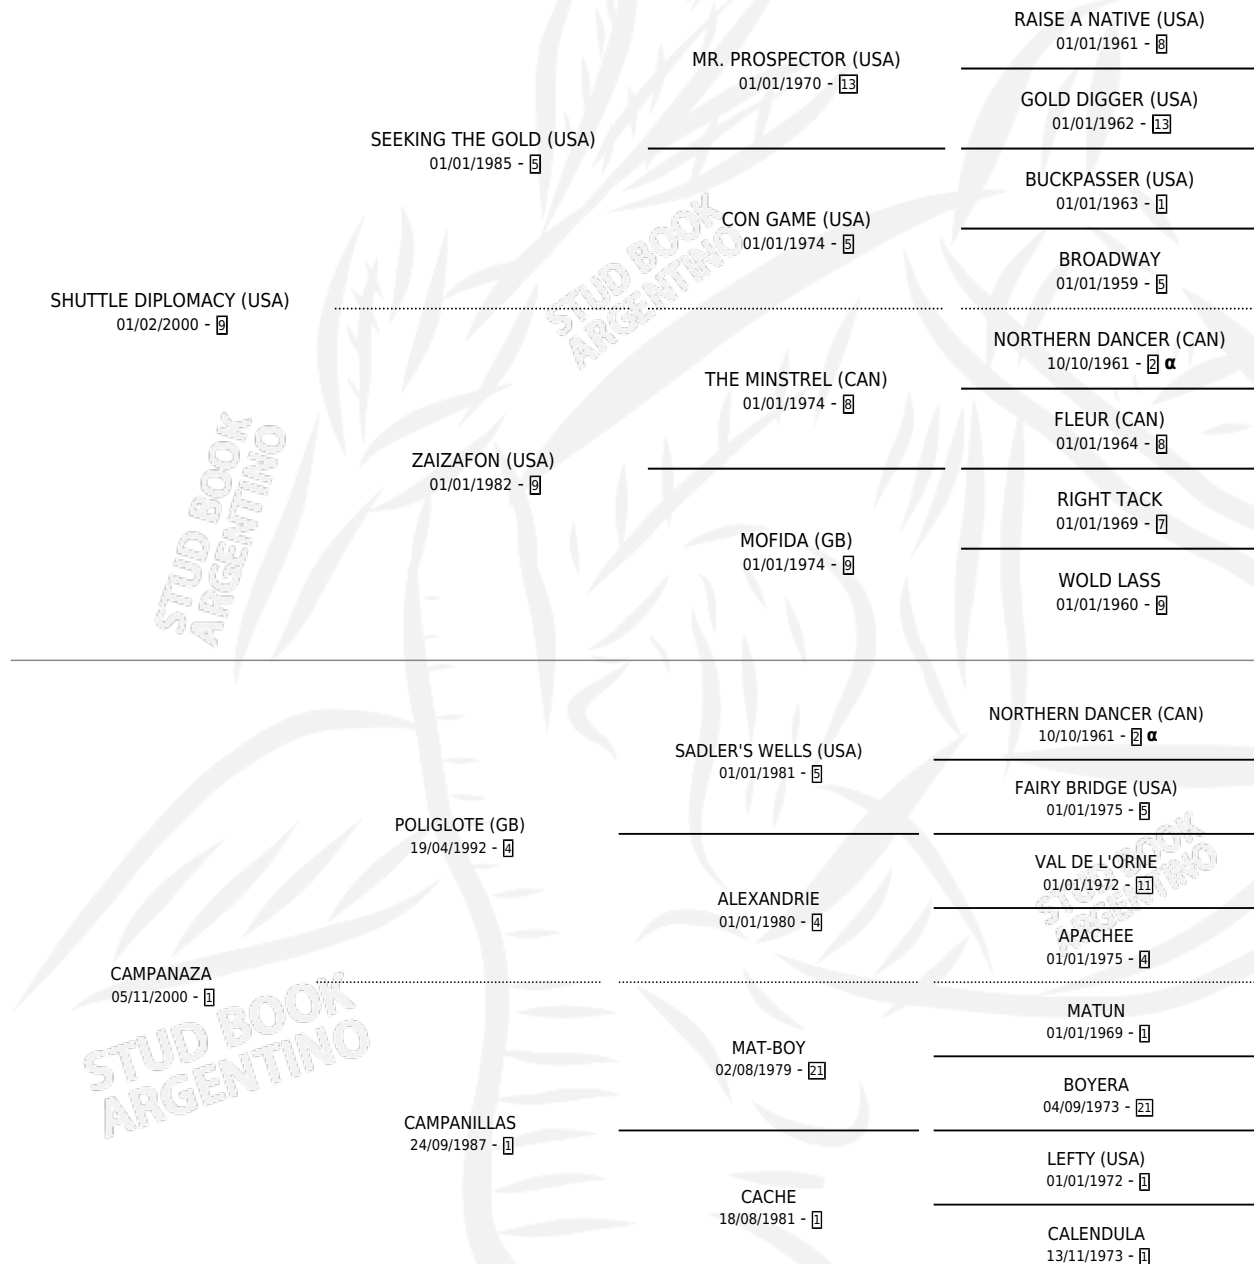 RAISE A NATIVE (USA)
01/01/1961 - 8
MR. PROSPECTOR (USA)
01/01/1970 - 13
GOLD DIGGER (USA)
01/01/1962 - 13
SEEKING THE GOLD (USA)
01/01/1985 - 5
BUCKPASSER (USA)
01/01/1963 - 1
CON GAME (USA)
01/01/1974 - 5
BROADWAY
01/01/1959 - 5
SHUTTLE DIPLOMACY (USA)
01/02/2000 - 9
NORTHERN DANCER (CAN)
10/10/1961 - 2 α
THE MINSTREL (CAN)
01/01/1974 - 8
FLEUR (CAN)
01/01/1964 - 8
ZAIZAFON (USA)
01/01/1982 - 9
RIGHT TACK
01/01/1969 - 7
MOFIDA (GB)
01/01/1974 - 9
WOLD LASS
01/01/1960 - 9
NORTHERN DANCER (CAN)
10/10/1961 - 2 α
SADLER'S WELLS (USA)
01/01/1981 - 5
FAIRY BRIDGE (USA)
01/01/1975 - 5
POLIGLOTE (GB)
19/04/1992 - 4
VAL DE L'ORNE
01/01/1972 - 11
ALEXANDRIE
01/01/1980 - 4
APACHEE
01/01/1975 - 4
CAMPANAZA
05/11/2000 - 1
MATUN
01/01/1969 - 1
MAT-BOY
02/08/1979 - 21
BOYERA
04/09/1973 - 21
CAMPANILLAS
24/09/1987 - 1
LEFTY (USA)
01/01/1972 - 1
CACHE
18/08/1981 - 1
CALENDULA
13/11/1973 - 1
STUD BOOK
ARGENTINO
STUD BOOK
ARGENTINO
STUD BOOK
ARGENTINO
STUD BOOK
ARGENTINO